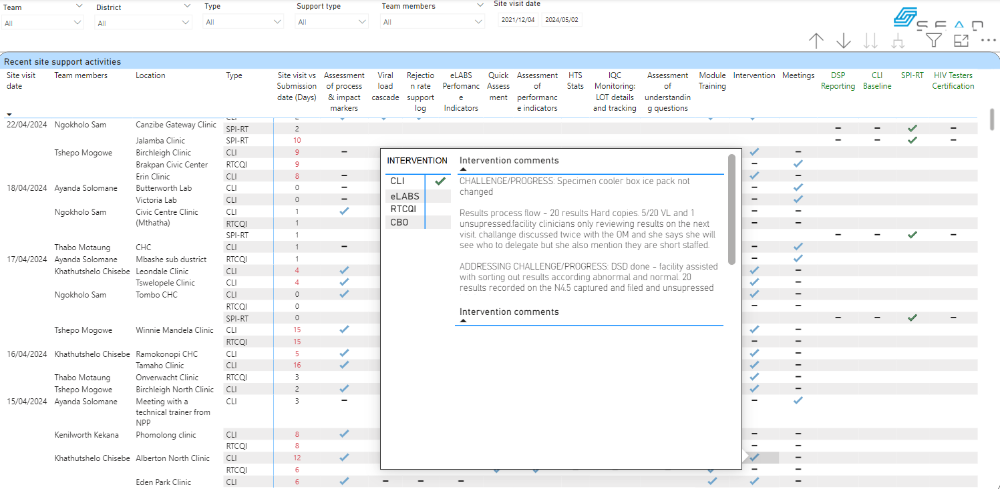 Team District Type Support type Team members Site visit date
All All All All All 2021/12/04 2024/05/02
Recent site support activities
Site visit date Team members Location Type Site visit vs Submission date (Days) Assessment of process & impact markers Viral load cascade Rejectio n rate support log eLABS Perfomanc e Indicators Quick Assess ment Assessment of performanc e indicators HTS Stats IQC Monitoring: LOT details and tracking Assessment of understandin g questions Module Training Intervention Meetings DSP Reporting CLI Baseline SPI-RT HIV Testers Certification
22/04/2024 Ngokholo Sam Canzibe Gateway Clinic
SPI-RT 2
Jalamba Clinic SPI-RT 10
Tshepo Mogowe Birchleigh Clinic CLI 9
Brakpan Civic Center RTCQI 9
Erin Clinic CLI 8
18/04/2024 Ayanda Solomane Butterworth Lab CLI 0
Victoria Lab CLI 0
Ngokholo Sam Civic Centre Clinic CLI 1
(Mthatha) RTCQI 1
SPI-RT 1
Thabo Motaung CHC CLI 1
17/04/2024 Ayanda Solomane Mbashe sub dustrict RTCQI 1
Khathutshelo Chisebe Leondale Clinic CLI 4
Tswelopele Clinic CLI 4
Ngokholo Sam Tombo CHC CLI 0
RTCQI 0
SPI-RT 0
Tshepo Mogowe Winnie Mandela Clinic CLI 15
RTCQI 15
16/04/2024 Khathutshelo Chisebe Ramokonopi CHC CLI 5
Tamaho Clinic CLI 16
Thabo Motaung Onverwacht Clinic RTCQI 3
Tshepo Mogowe Birchleigh North Clinic CLI 2
15/04/2024 Ayanda Solomane Meeting with a CLI 3
technical trainer from
NPP
Kenilworth Kekana Phomolong clinic CLI 8
RTCQI 8
Khathutshelo Chisebe Alberton North Clinic CLI 12
RTCQI 6
Eden Park Clinic CLI 6
INTERVENTION
CLI
eLABS
RTCQI
CBO
Intervention comments
CHALLENGE/PROGRESS: Specimen cooler box ice pack not
changed
Results process flow - 20 results Hard copies. 5/20 VL and 1
unsupressed.facility clinicians only reviewing results on the next
visit. challange discussed twice with the OM and she says she will
see who to delegate but she also mention they are short staffed.
ADDRESSING CHALLENGE/PROGRESS: DSD done - facility assisted
with sorting out results according abnormal and normal. 20
results recorded on the N4.5 captured and filed and unsupressed
Intervention comments